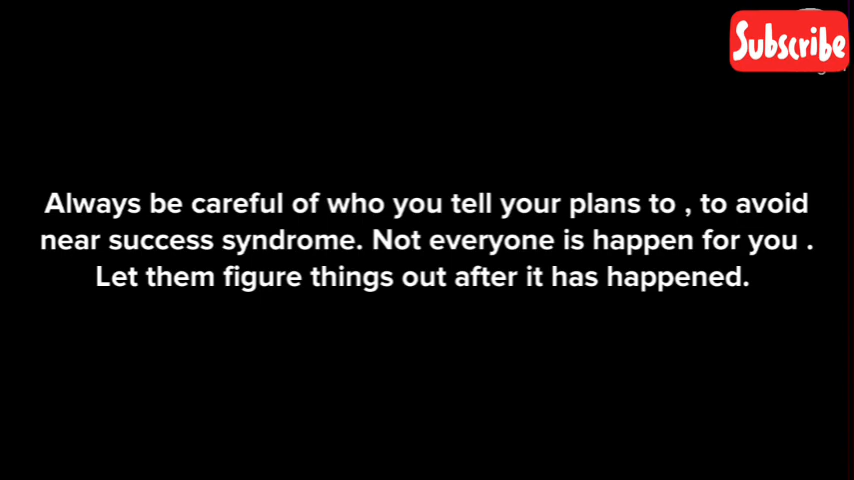 Subscribe
Always be careful of who you tell your plans to , to avoid
near success syndrome. Not everyone is happen for you .
Let them figure things out after it has happened.